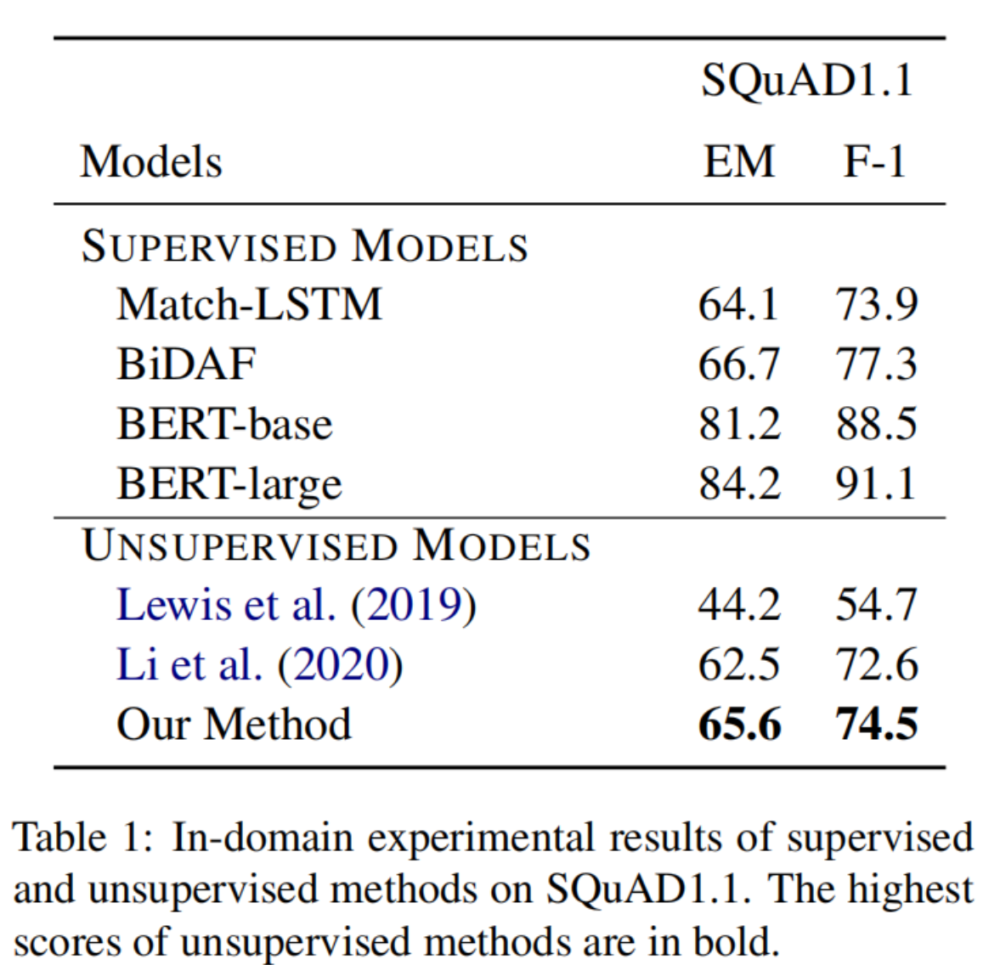 SQuAD1.1
Models EM F-1
SUPERVISED MODELS
Match-LSTM 64.1 73.9
BiDAF 66.7 77.3
BERT-base 81.2 88.5
BERT-large 84.2 91.1
UNSUPERVISED MODELS
Lewis et al. (2019) 44.2 54.7
Li et al. (2020) 62.5 72.6
Our Method 65.6 74.5
Table 1: In-domain experimental results of supervised
and unsupervised methods on SQuAD1.1. The highest
scores of unsupervised methods are in bold.